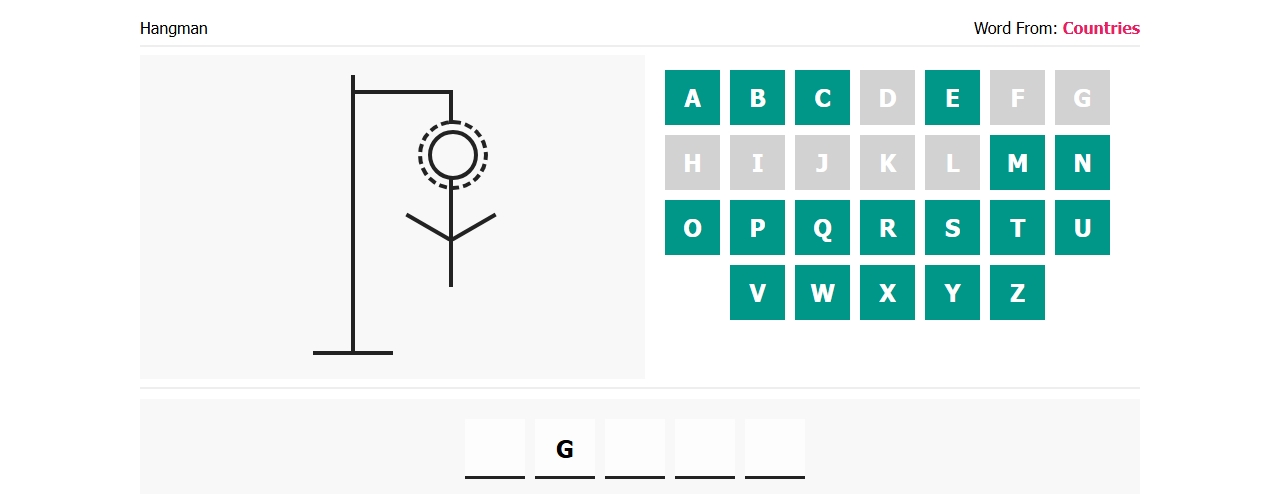 Hangman Word From: Countries
A B C D E F G
H I J K L M N
O P Q R S T U
V W X Y Z
G